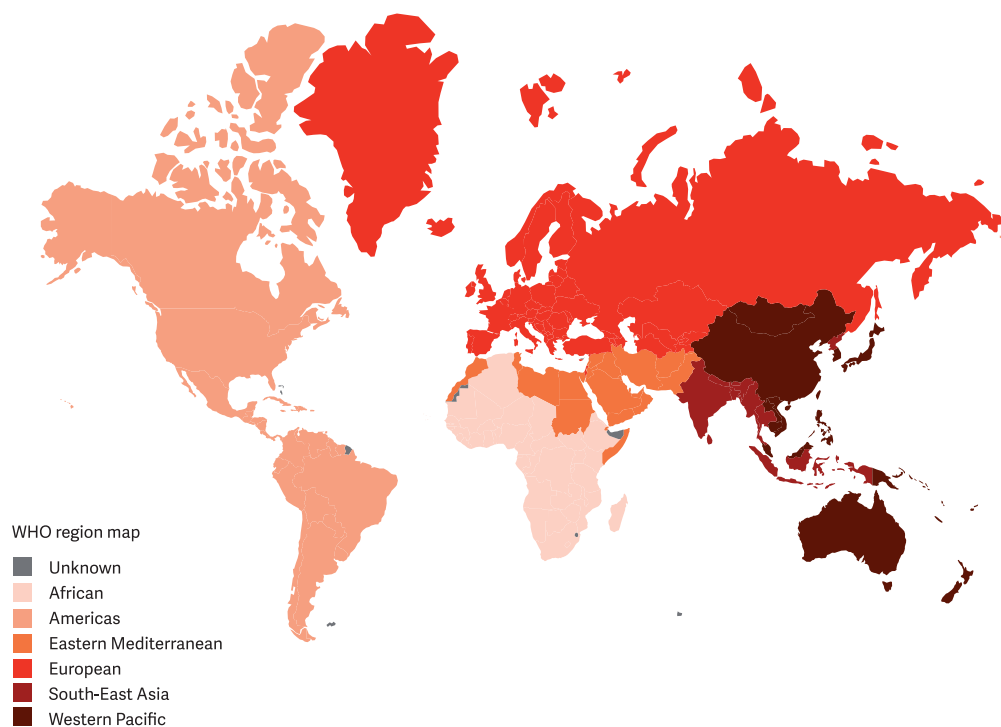 WHO region map
Unknown
African
Americas
Eastern Mediterranean
European
South-East Asia
Western Pacific